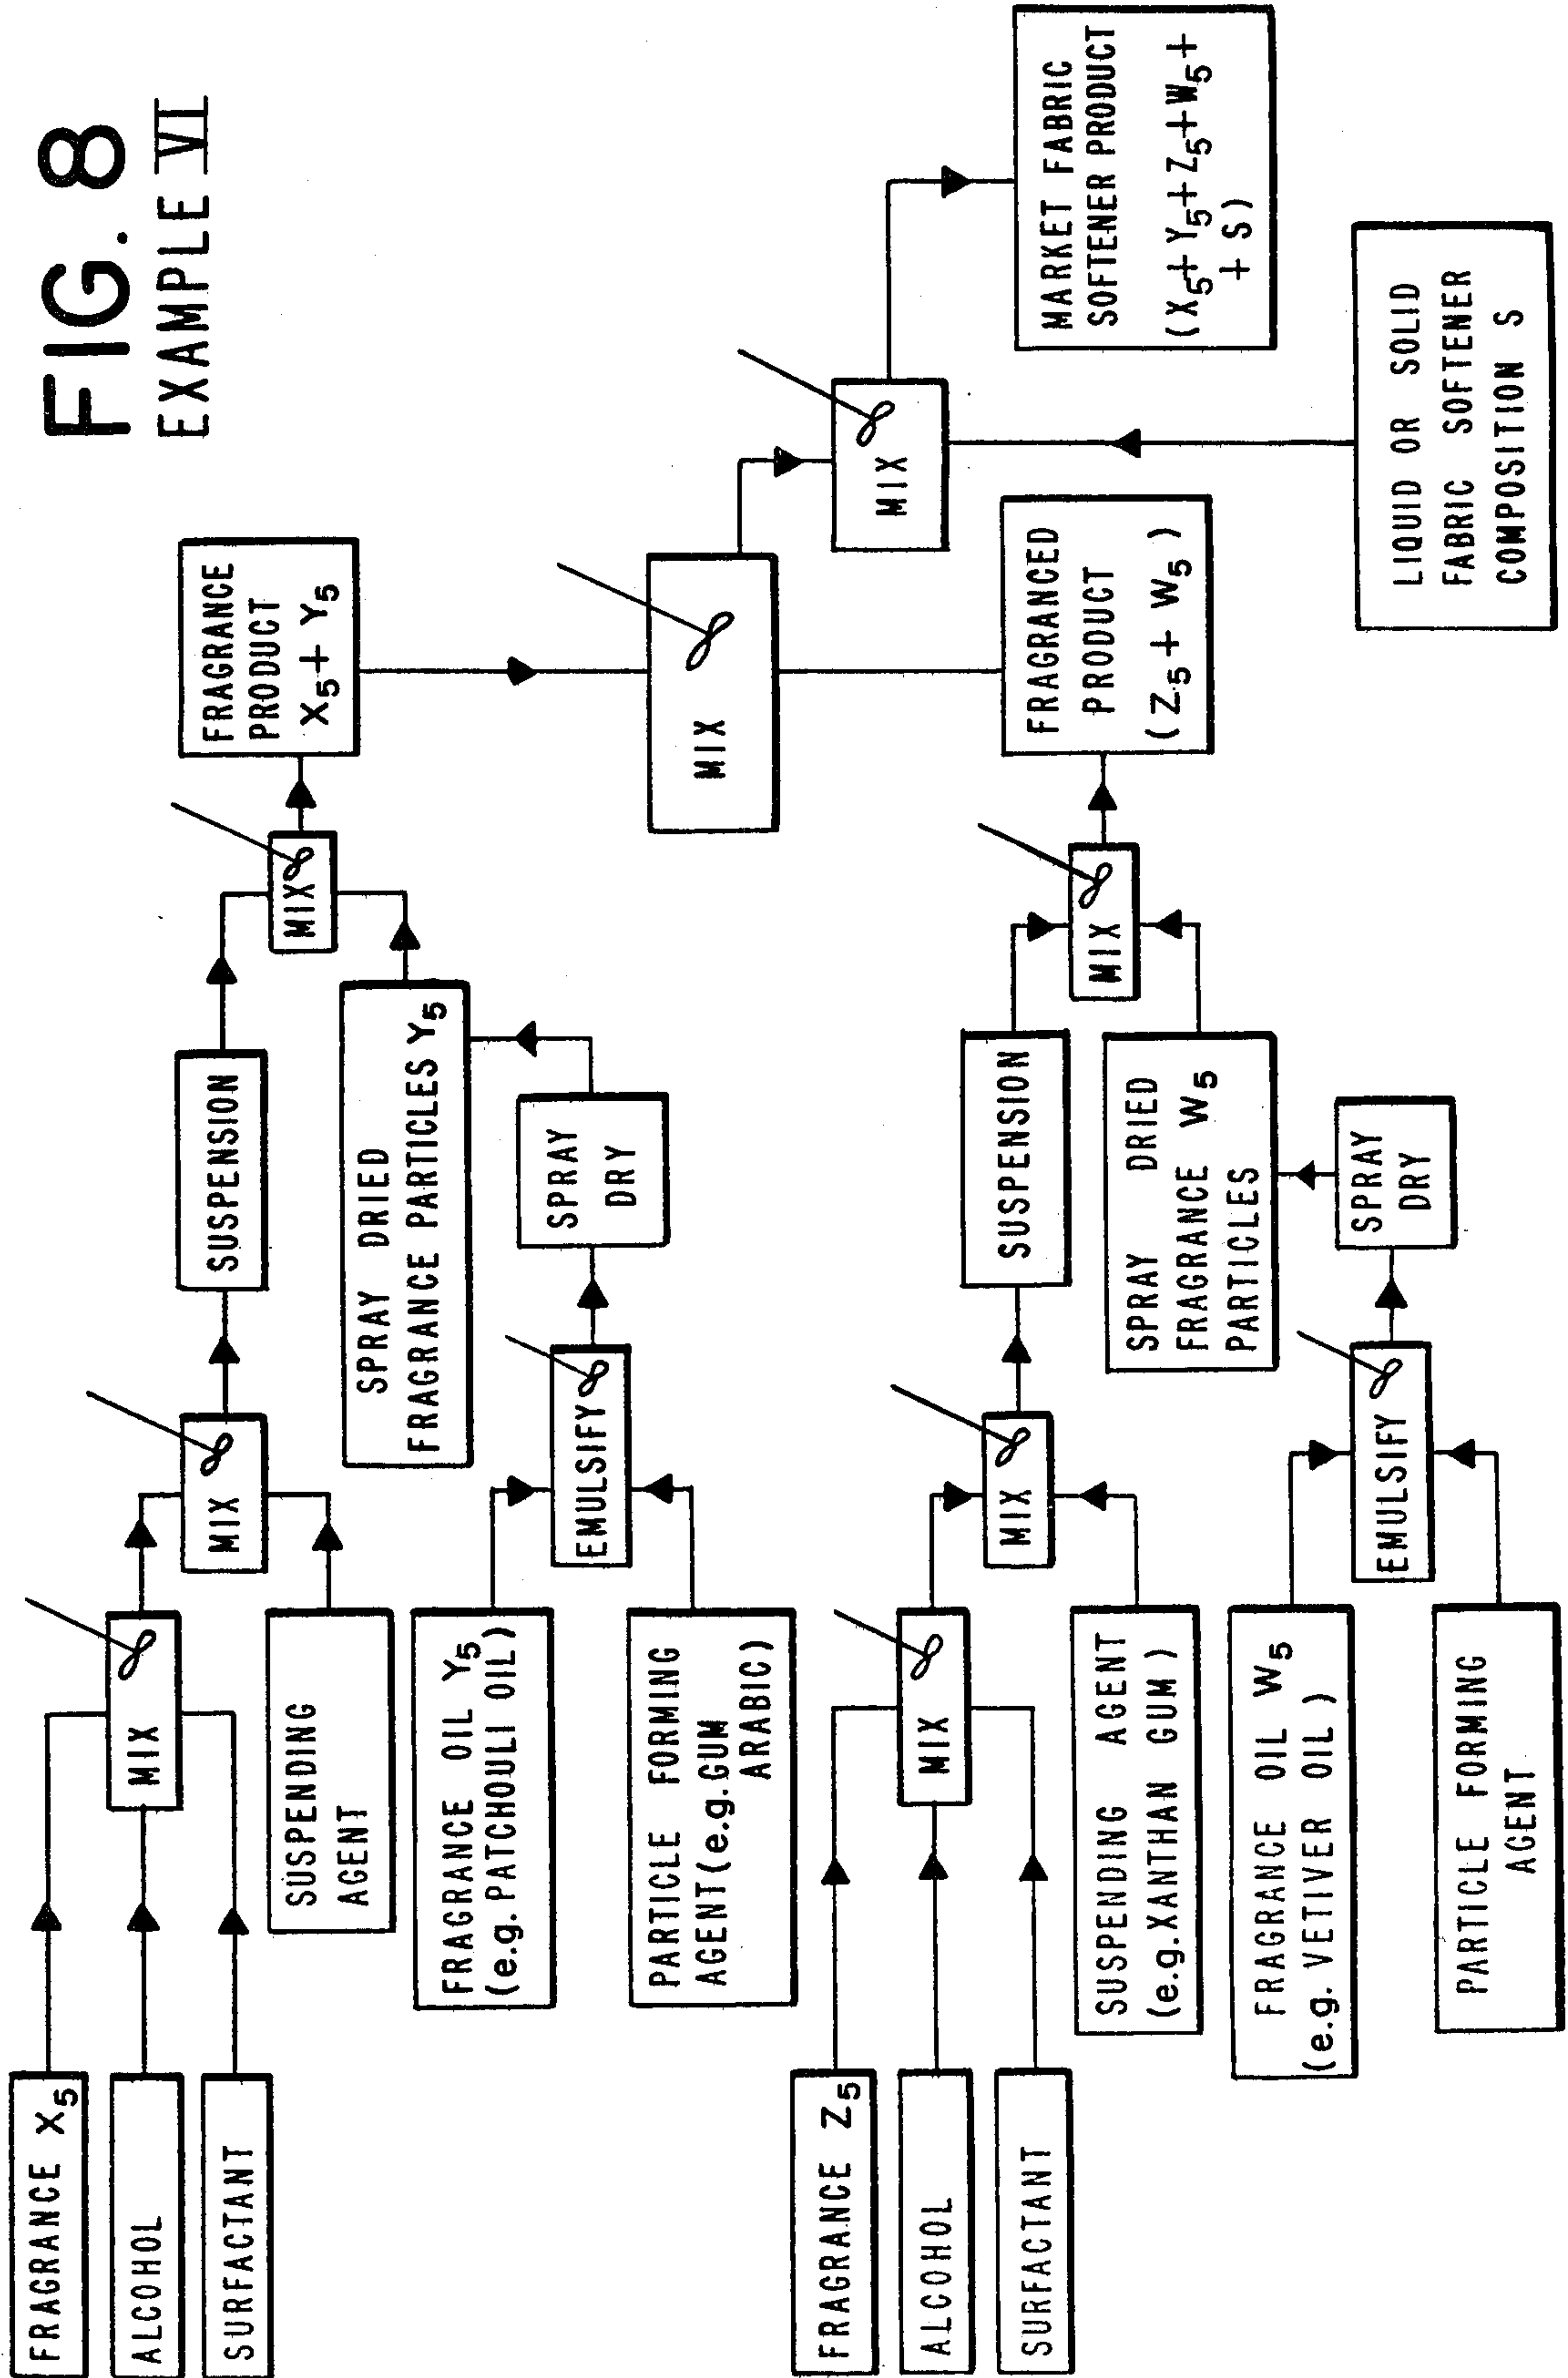 FIG. 8
EXAMPLE VI
FRAGRANCE X₅
ALCOHOL
SURFACTANT
MIX
SUSPENDING
AGENT
MIX
SUSPENSION
FRAGRANCE OIL Y₅
(e.g. PATCHOULI OIL)
PARTICLE FORMING
AGENT (e.g. GUM
ARABIC)
EMULSIFY
SPRAY
DRY
SPRAY DRIED
FRAGRANCE PARTICLES Y₅
MIX
FRAGRANCE
PRODUCT
X₅ + Y₅
FRAGRANCE Z₅
ALCOHOL
SURFACTANT
MIX
SUSPENDING AGENT
(e.g. XANTHAN GUM)
MIX
SUSPENSION
FRAGRANCE OIL W₅
(e.g. VETIVER OIL)
PARTICLE FORMING
AGENT
EMULSIFY
SPRAY
DRY
SPRAY DRIED
FRAGRANCE W₅
PARTICLES
MIX
FRAGRANCED
PRODUCT
(Z₅ + W₅)
MIX
MIX
LIQUID OR SOLID
FABRIC SOFTENER
COMPOSITION S
MARKET FABRIC
SOFTENER PRODUCT
(X₅ + Y₅ + Z₅ + W₅ +
+ S)